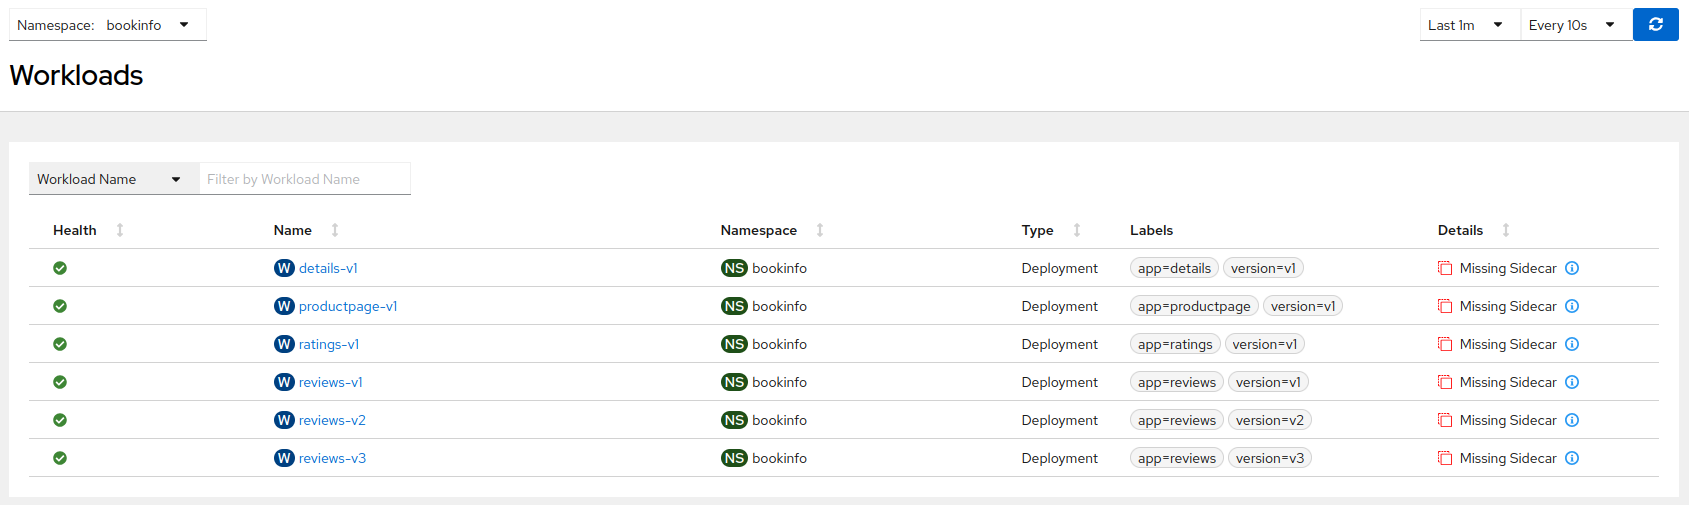 Namespace: bookinfo Last 1m Every 10s
Workloads
Workload Name Filter by Workload Name
Health Name Namespace Type Labels Details
W details-v1 NS bookinfo Deployment app=details version=v1 Missing Sidecar
W productpage-v1 NS bookinfo Deployment app=productpage version=v1 Missing Sidecar
W ratings-v1 NS bookinfo Deployment app=ratings version=v1 Missing Sidecar
W reviews-v1 NS bookinfo Deployment app=reviews version=v1 Missing Sidecar
W reviews-v2 NS bookinfo Deployment app=reviews version=v2 Missing Sidecar
W reviews-v3 NS bookinfo Deployment app=reviews version=v3 Missing Sidecar